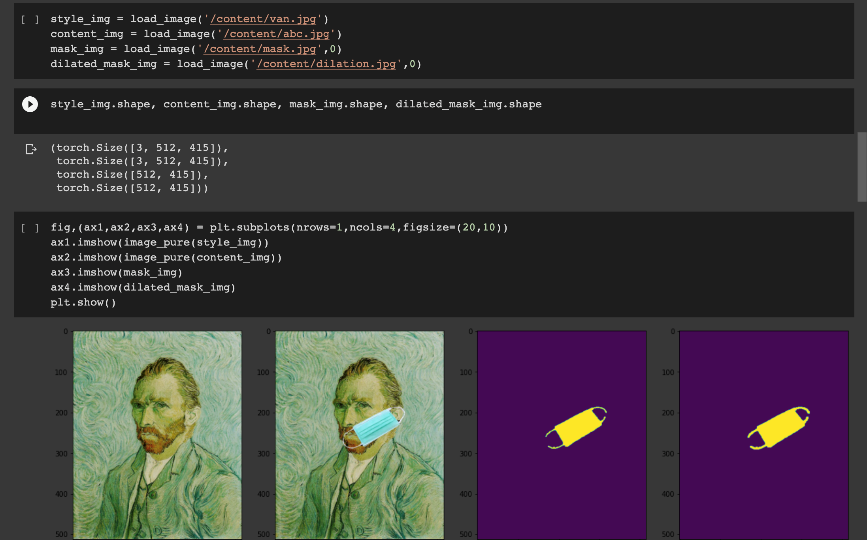 [ ] style_img = load_image('/content/van.jpg')
content_img = load_image('/content/abc.jpg')
mask_img = load_image('/content/mask.jpg',0)
dilated_mask_img = load_image('/content/dilation.jpg',0)
style_img.shape, content_img.shape, mask_img.shape, dilated_mask_img.shape
(torch.Size([3, 512, 415]),
torch.Size([3, 512, 415]),
torch.Size([512, 415]),
torch.Size([512, 415]))
[ ] fig,(ax1,ax2,ax3,ax4) = plt.subplots(nrows=1,ncols=4,figsize=(20,10))
ax1.imshow(image_pure(style_img))
ax2.imshow(image_pure(content_img))
ax3.imshow(mask_img)
ax4.imshow(dilated_mask_img)
plt.show()
0 0 0 0
100 100 100 100
200 200 200 200
300 300 300 300
400 400 400 400
500 500 500 500